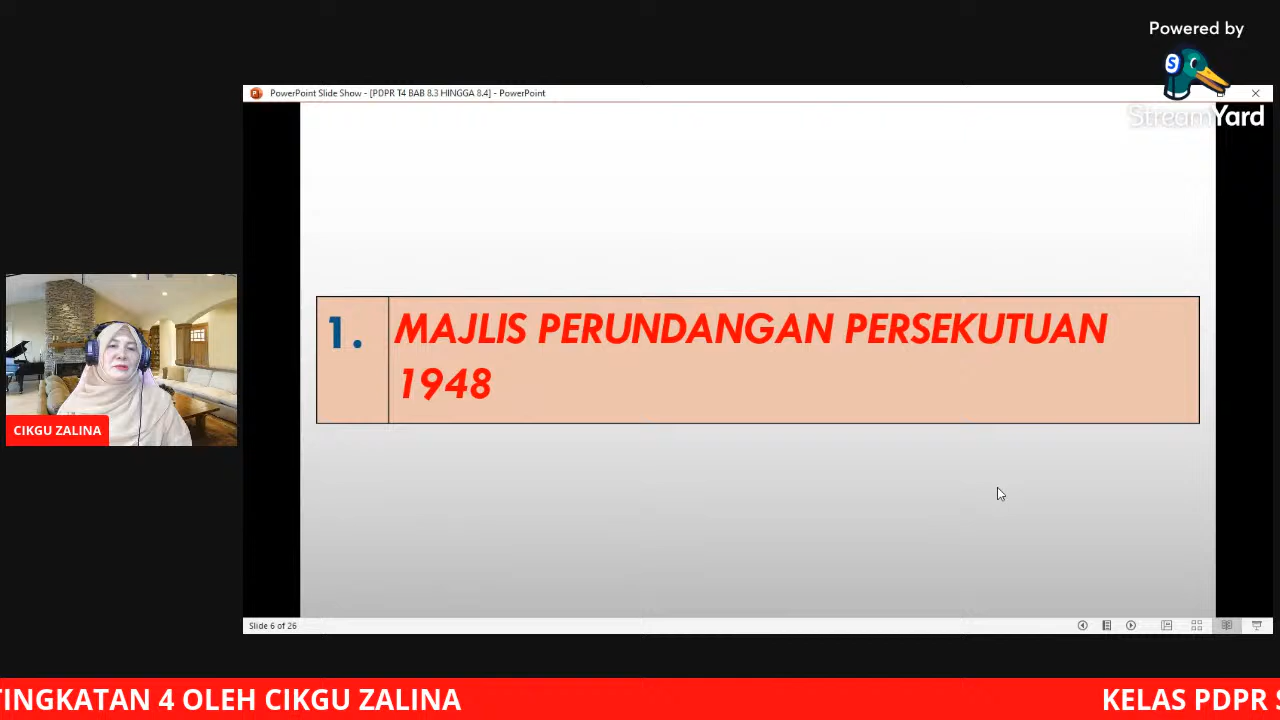 Powered by
S
StreamYard
PowerPoint Slide Show - [PDPR T4 BAB 8.3 HINGGA 8.4] - PowerPoint
1. MAJLIS PERUNDANGAN PERSEKUTUAN
1948
CIKGU ZALINA
Slide 6 of 26
TINGKATAN 4 OLEH CIKGU ZALINA
KELAS PDPR S